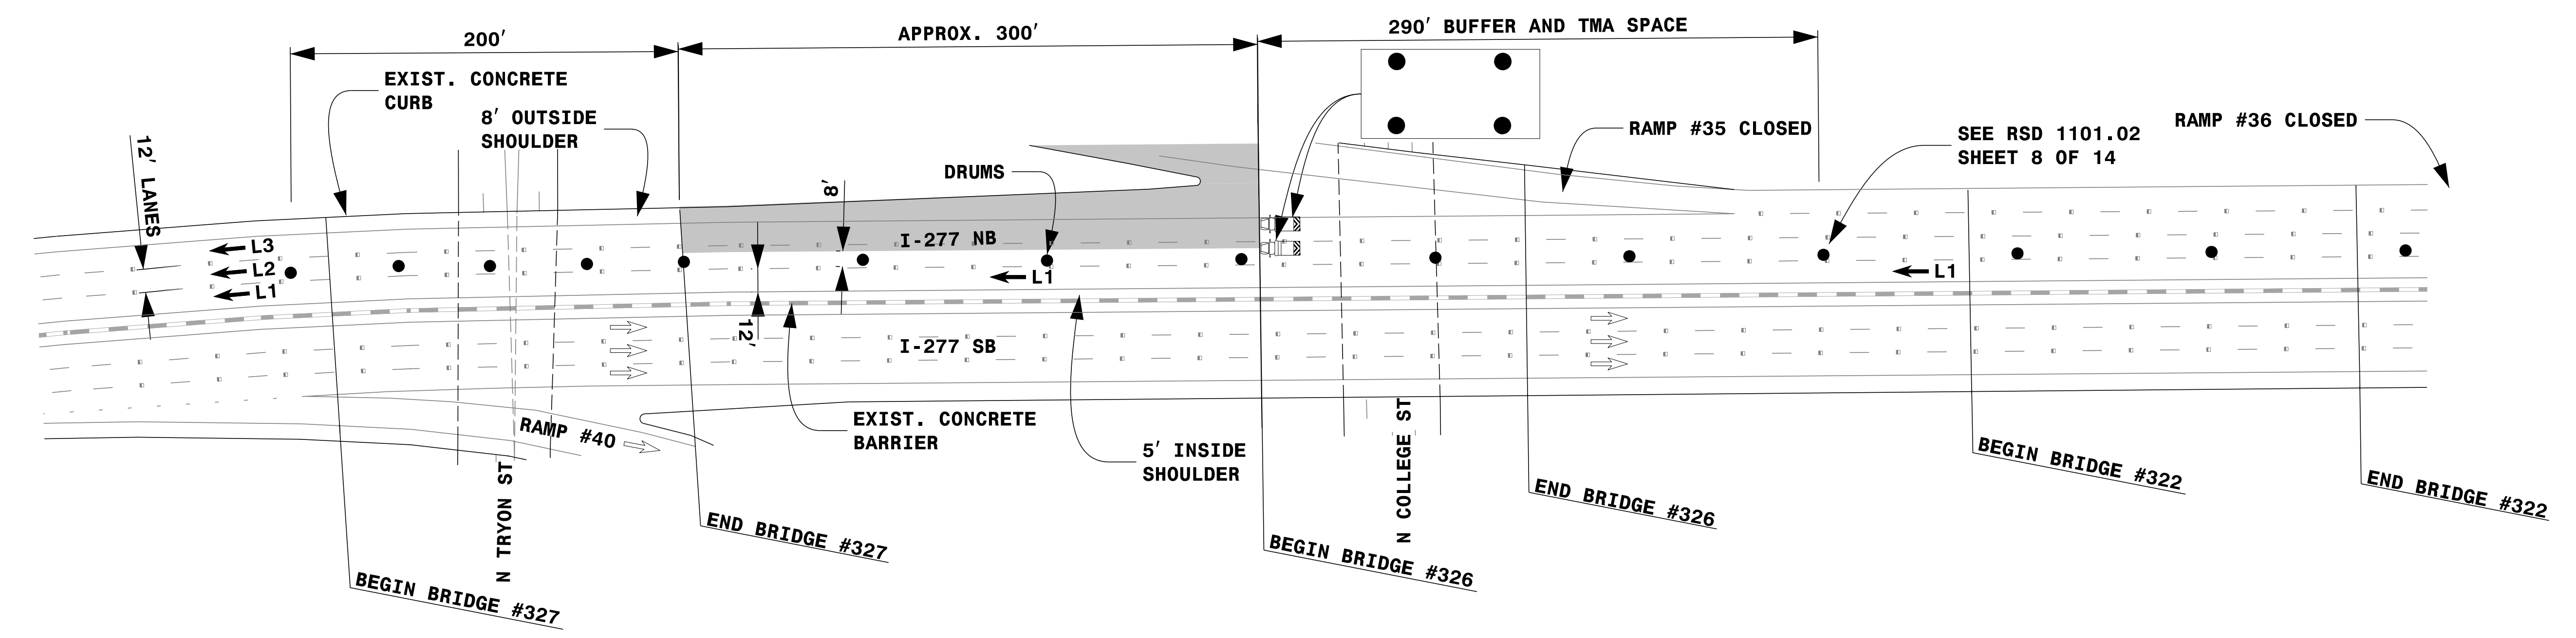 200′
APPROX. 300′
290′ BUFFER AND TMA SPACE
EXIST. CONCRETE
CURB
8′ OUTSIDE
SHOULDER
12′ LANES
L3
L2
L1
8′
DRUMS
I-277 NB
L1
12′
RAMP #35 CLOSED
SEE RSD 1101.02
SHEET 8 OF 14
RAMP #36 CLOSED
L1
I-277 SB
RAMP #40
EXIST. CONCRETE
BARRIER
5′ INSIDE
SHOULDER
N TRYON ST
N COLLEGE ST
BEGIN BRIDGE #327
END BRIDGE #327
BEGIN BRIDGE #326
END BRIDGE #326
BEGIN BRIDGE #322
END BRIDGE #322